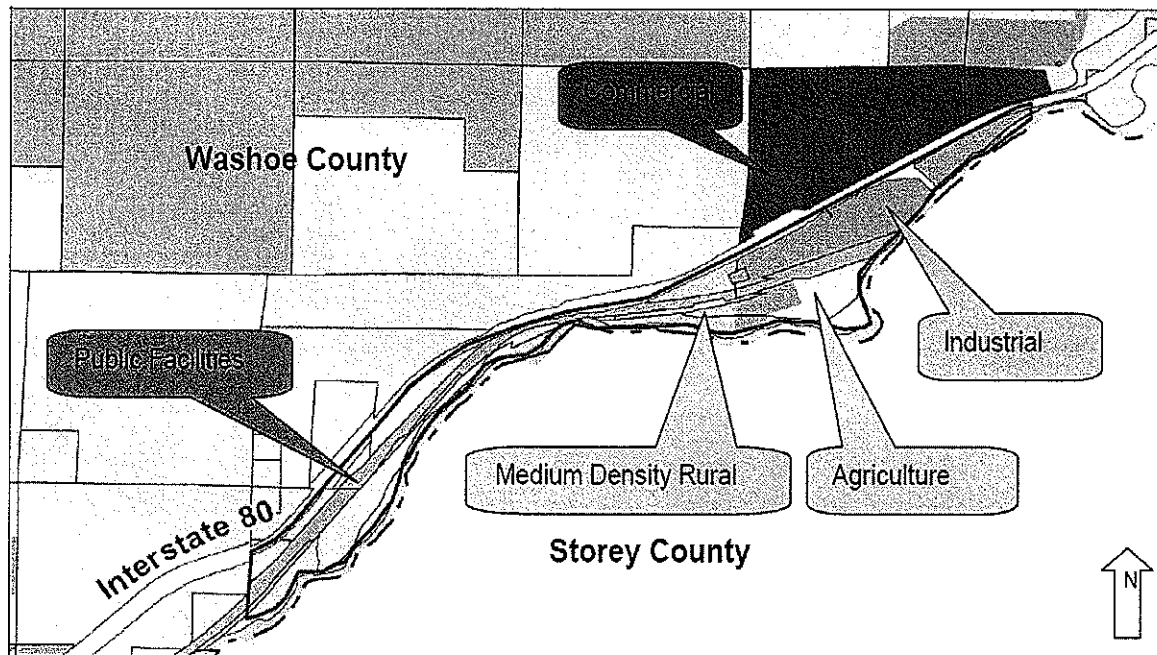 Commercial
Washoe County
Public Facilities
Industrial
Medium Density Rural
Agriculture
Interstate 80
Storey County
N